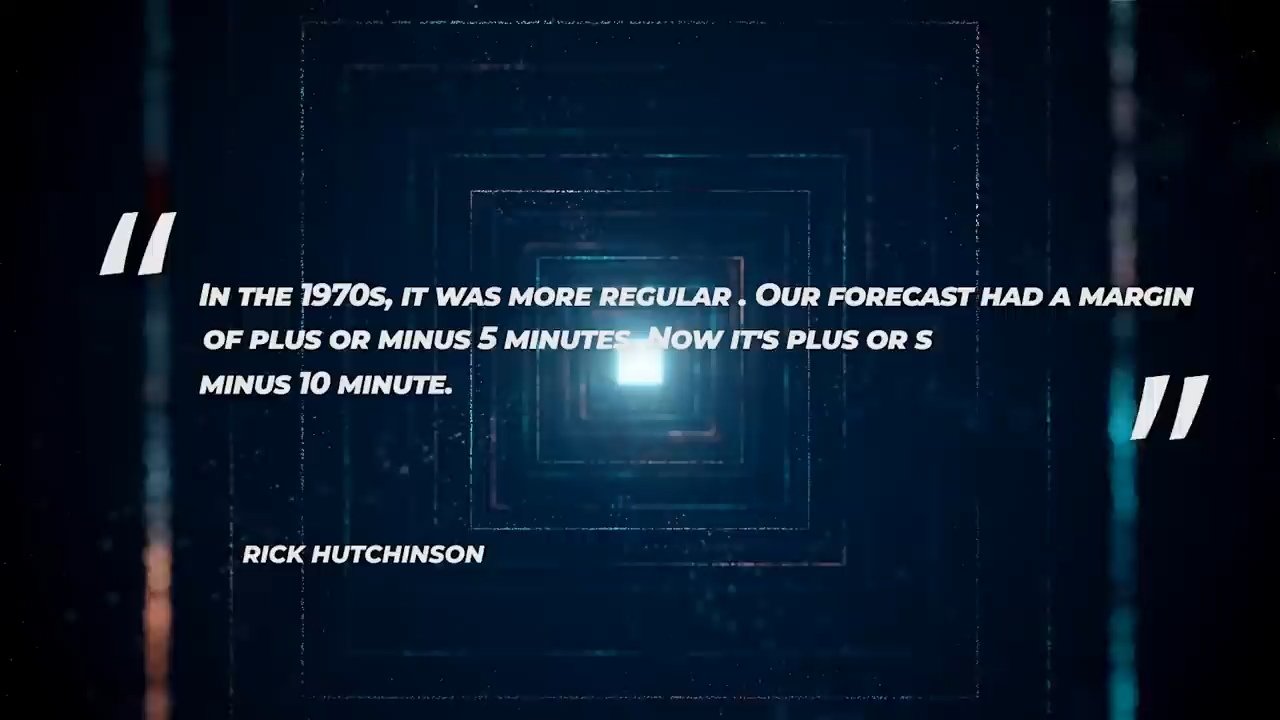 “
In the 1970s, it was more regular . Our forecast had a margin
of plus or minus 5 minutes. Now it's plus or s
minus 10 minute.
”
Rick Hutchinson